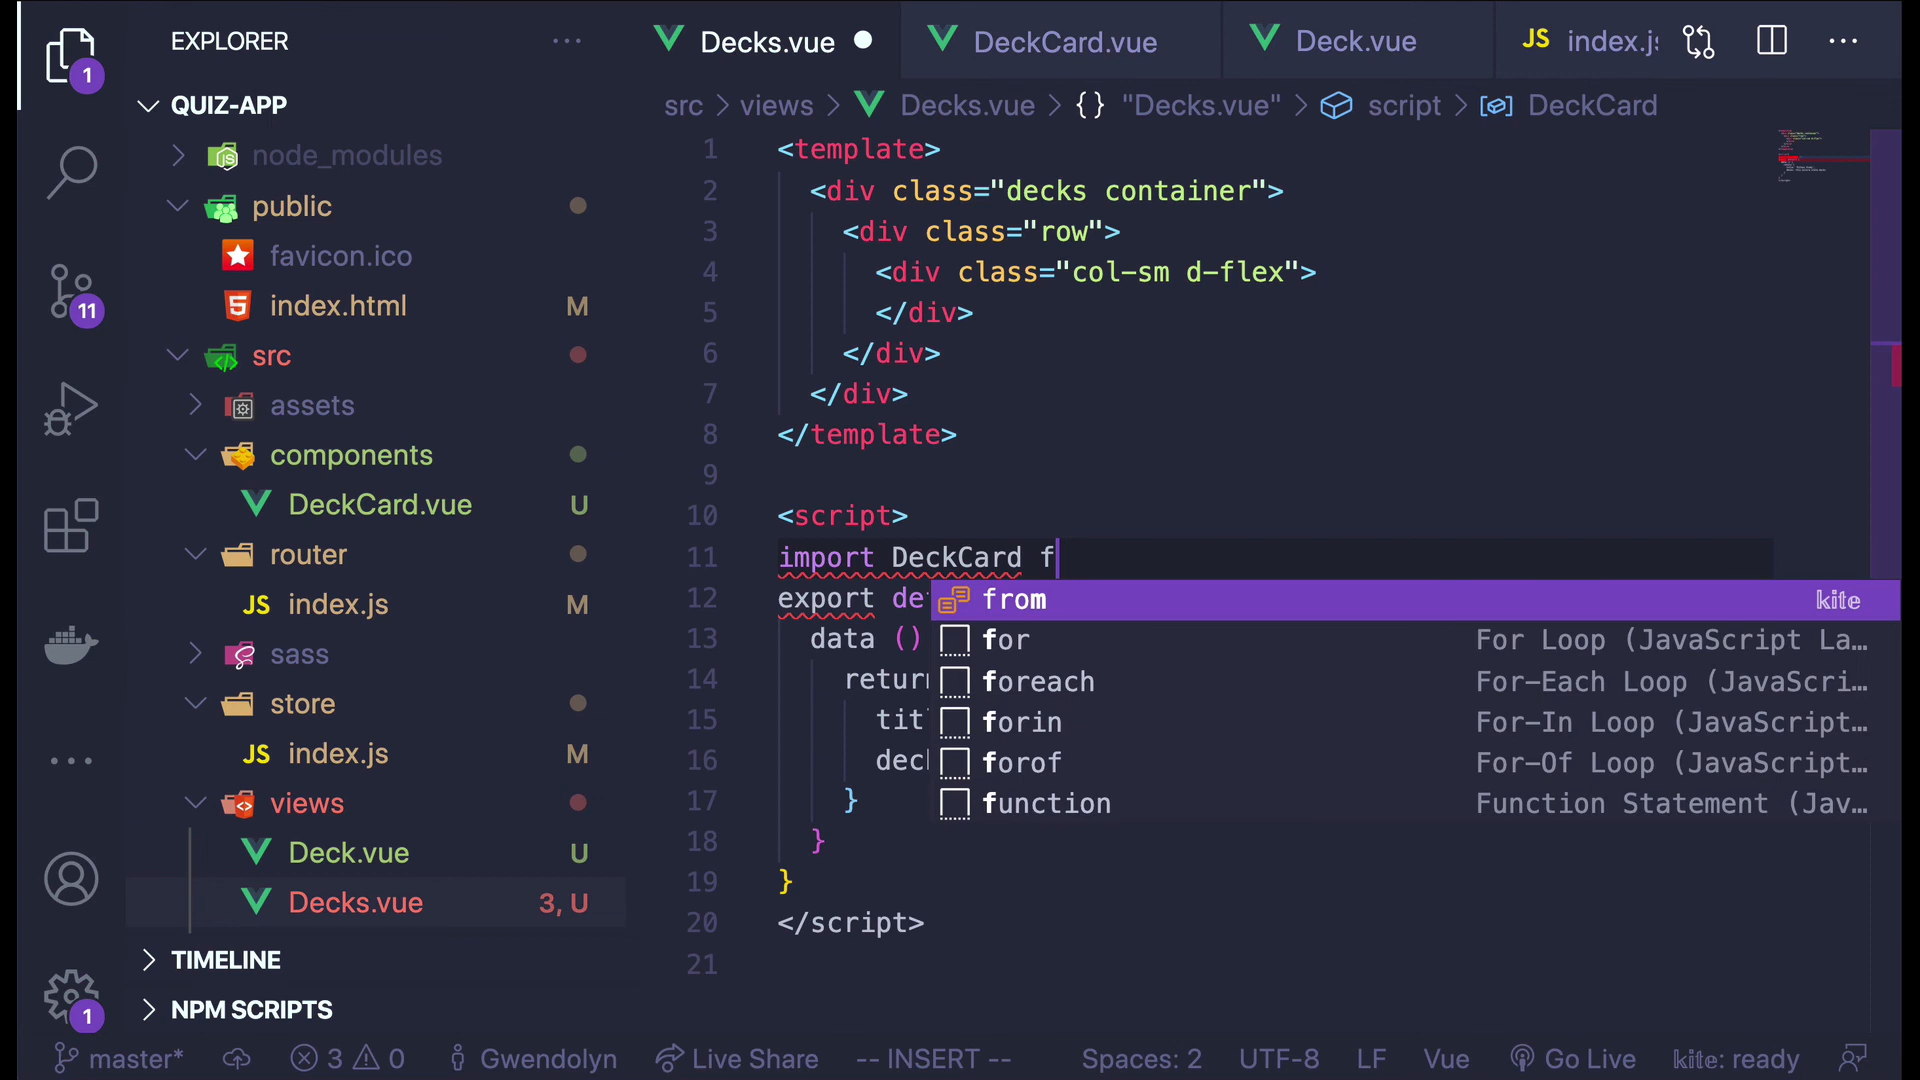 EXPLORER
1
QUIZ-APP
node_modules
public
favicon.ico
index.html M
src
assets
components
DeckCard.vue U
router
JS index.js M
sass
store
JS index.js M
views
Deck.vue U
Decks.vue 3, U
TIMELINE
NPM SCRIPTS
11
1
Decks.vue
DeckCard.vue
Deck.vue
JS index.js
src > views > Decks.vue > {} "Decks.vue" > script > DeckCard
1 <template>
2 <div class="decks container">
3 <div class="row">
4 <div class="col-sm d-flex">
5 </div>
6 </div>
7 </div>
8 </template>
9
10 <script>
11 import DeckCard f
12 export de
13 data ()
14 return
15 titl
16 deck
17 }
18 }
19 }
20 </script>
21
from kite
for For Loop (JavaScript La…
foreach For-Each Loop (JavaScri…
forin For-In Loop (JavaScript…
forof For-Of Loop (JavaScript…
function Function Statement (Jav…
master* 3 0 Gwendolyn Live Share -- INSERT -- Spaces: 2 UTF-8 LF Vue Go Live kite: ready